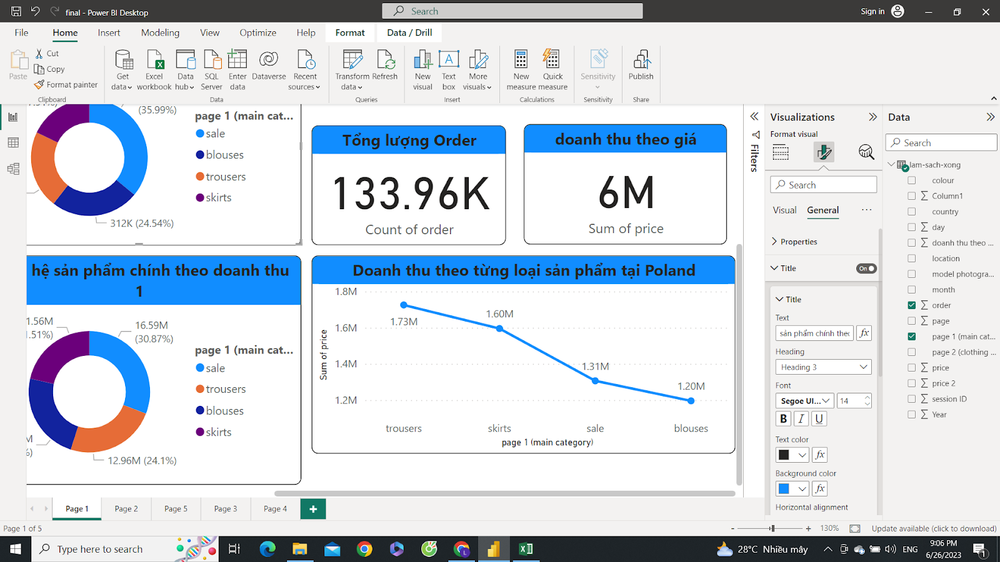 final - Power BI Desktop
Search
Sign in
File Home Insert Modeling View Optimize Help Format Data / Drill
Paste
Cut
Copy
Format painter
Clipboard
Get data
Excel workbook
Data hub
SQL Server
Enter data
Dataverse
Recent sources
Data
Transform data
Refresh
Queries
New visual
Text box
More visuals
Insert
New measure
Quick measure
Calculations
Sensitivity
Sensitivity
Publish
Share
(35.99%)
312K (24.54%)
page 1 (main cat...
sale
blouses
trousers
skirts
Tổng lượng Order
133.96K
Count of order
doanh thu theo giá
6M
Sum of price
hệ sản phẩm chính theo doanh thu
1
1.56M
1.51%)
16.59M
(30.87%)
M
%)
12.96M (24.1%)
page 1 (main cat...
sale
trousers
blouses
skirts
Doanh thu theo từng loại sản phẩm tại Poland
Sum of price
1.8M
1.6M
1.4M
1.2M
1.73M
1.60M
1.31M
1.20M
trousers skirts sale blouses
page 1 (main category)
Filters
Visualizations
Format visual
Search
Visual General ...
Properties
Title On
Title
Text
sản phẩm chính theo
fx
Heading
Heading 3
Font
Segoe UI... 14
B I U
Text color
fx
Background color
fx
Horizontal alignment
Data
Search
lam-sach-xong
colour
Column1
country
day
doanh thu theo ...
location
model photogra...
month
order
page
page 1 (main cat...
page 2 (clothing ...
price
price 2
session ID
Year
Page 1 Page 2 Page 5 Page 3 Page 4 +
Page 1 of 5
- + 130%
Update available (click to download)
Type here to search
28°C Nhiều mây
ENG
9:06 PM
6/26/2023
1